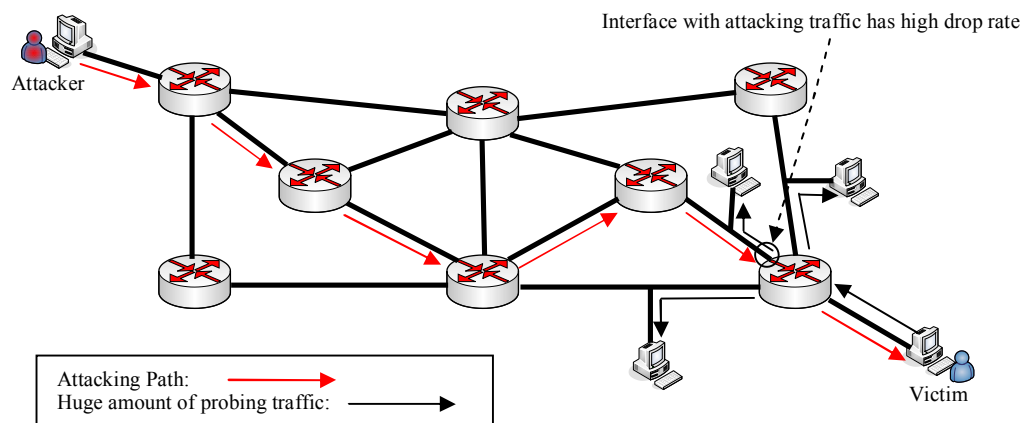 Interface with attacking traffic has high drop rate
Attacker
Attacking Path:
Huge amount of probing traffic:
Victim